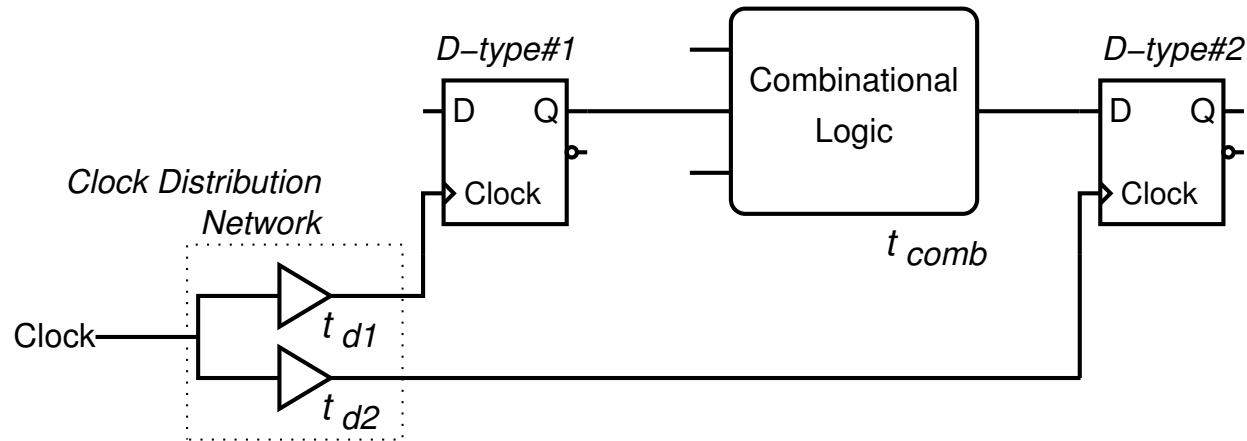 D-type#1
D-type#2
D Q
Clock
Combinational
Logic
D Q
Clock
Clock Distribution
Network
t comb
Clock
t d1
t d2